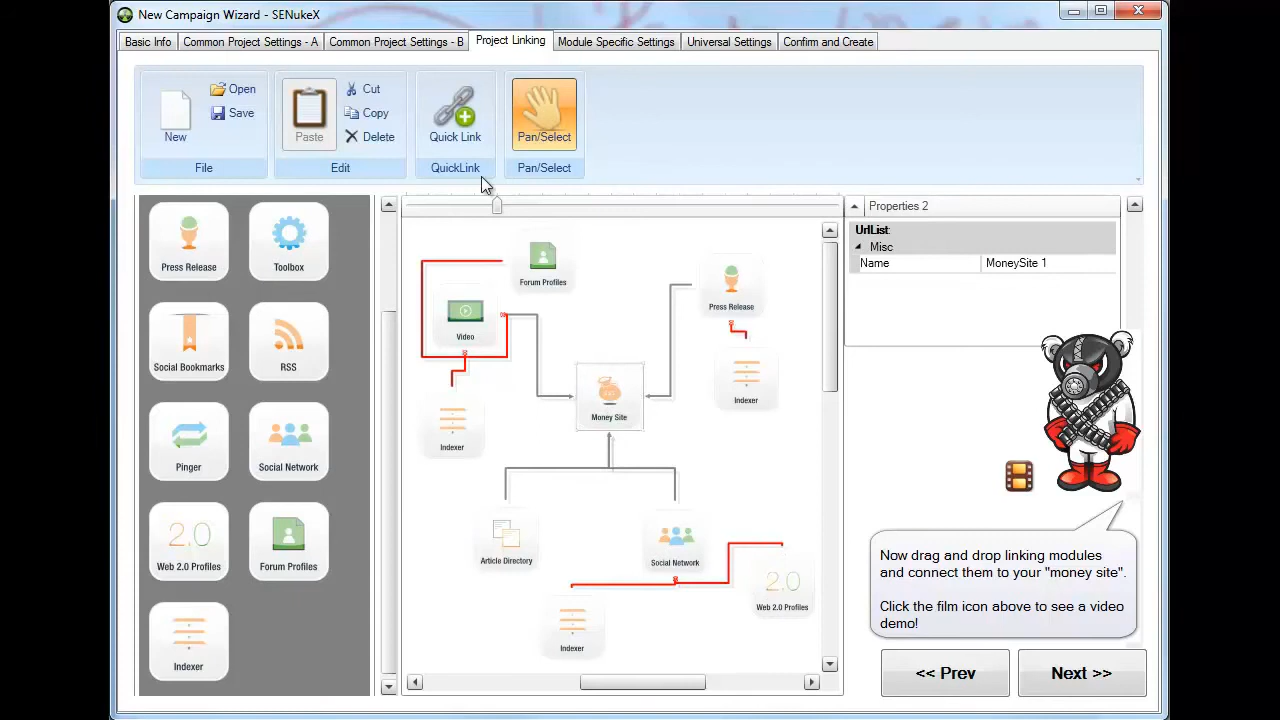 New Campaign Wizard - SENukeX
Basic Info
Common Project Settings - A
Common Project Settings - B
Project Linking
Module Specific Settings
Universal Settings
Confirm and Create
New
Open
Save
File
Paste
Cut
Copy
Delete
Edit
Quick Link
QuickLink
Pan/Select
Pan/Select
Press Release
Toolbox
Social Bookmarks
RSS
Pinger
Social Network
2.0
Web 2.0 Profiles
Forum Profiles
Indexer
Forum Profiles
Video
Indexer
Press Release
Indexer
Money Site
Article Directory
Social Network
2.0
Web 2.0 Profiles
Indexer
Properties 2
UrlList:
Misc
Name MoneySite 1
Now drag and drop linking modules
and connect them to your "money site".
Click the film icon above to see a video
demo!
<< Prev
Next >>